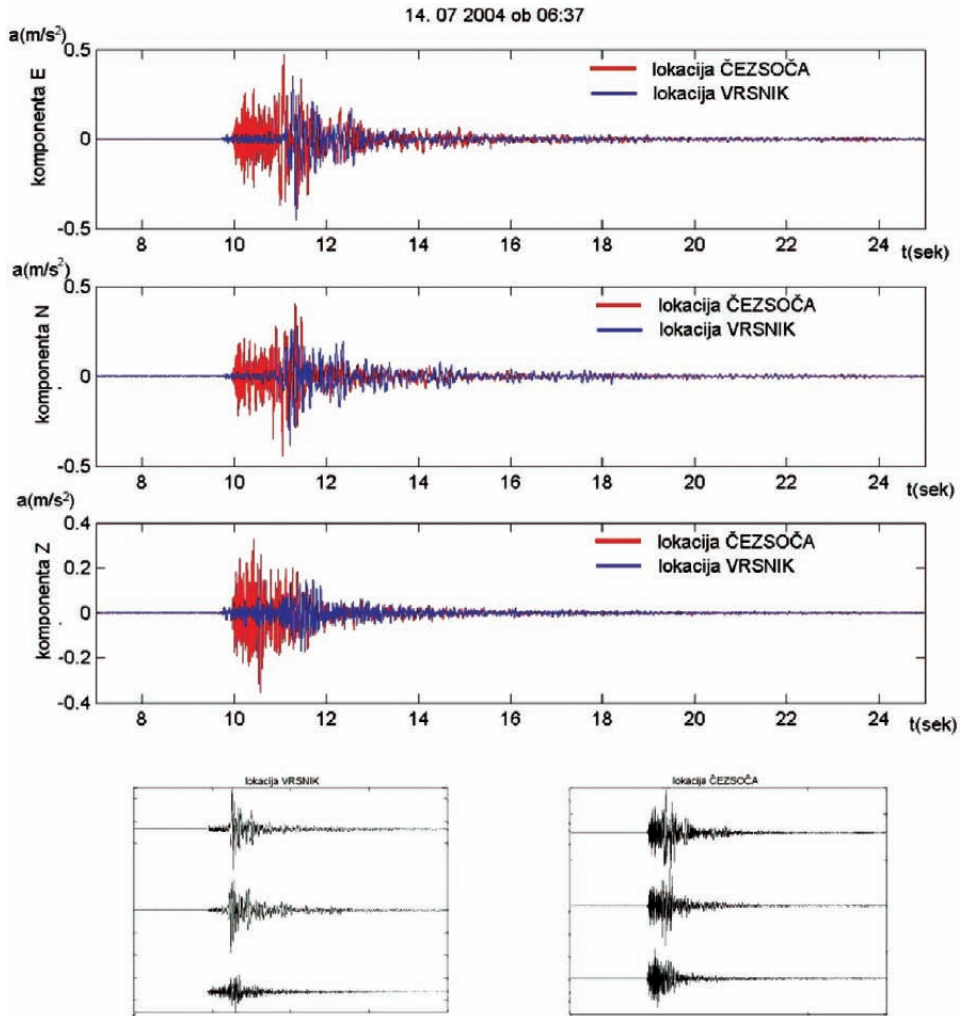 14. 07 2004 ob 06:37
a(m/s²)
komponenta E
0.5
0
-0.5
lokacija ČEZSOČA
lokacija VRSNIK
8 10 12 14 16 18 20 22 24 t(sek)
a(m/s²)
komponenta N
0.5
0
-0.5
lokacija ČEZSOČA
lokacija VRSNIK
8 10 12 14 16 18 20 22 24 t(sek)
a(m/s²)
komponenta Z
0.4
0.2
0
-0.2
-0.4
lokacija ČEZSOČA
lokacija VRSNIK
8 10 12 14 16 18 20 22 24 t(sek)
lokacija VRSNIK
lokacija ČEZSOČA